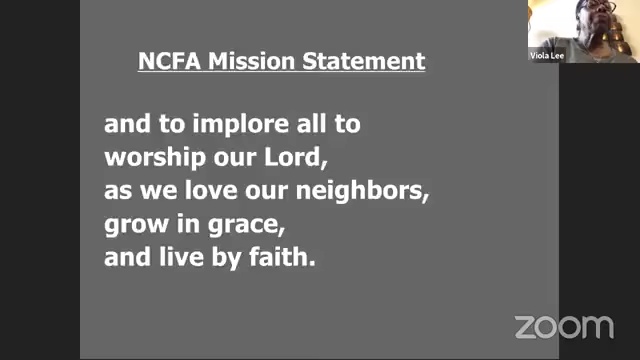 NCFA Mission Statement
Viola Lee
and to implore all to
worship our Lord,
as we love our neighbors,
grow in grace,
and live by faith.
zoom